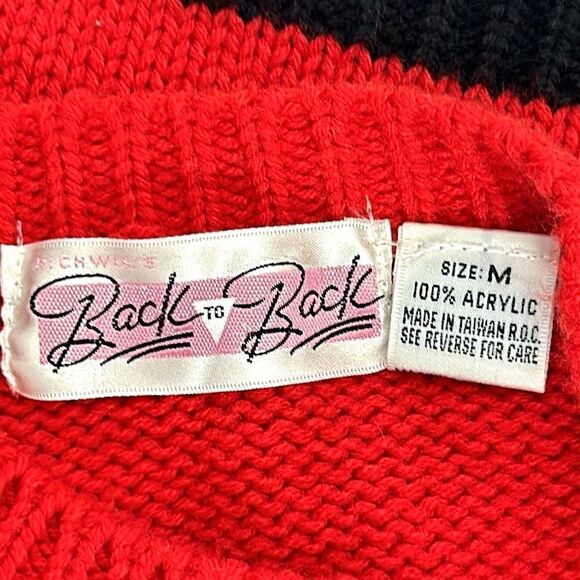 Back TO Back
SIZE: M
100% ACRYLIC
MADE IN TAIWAN R.O.C.
SEE REVERSE FOR CARE